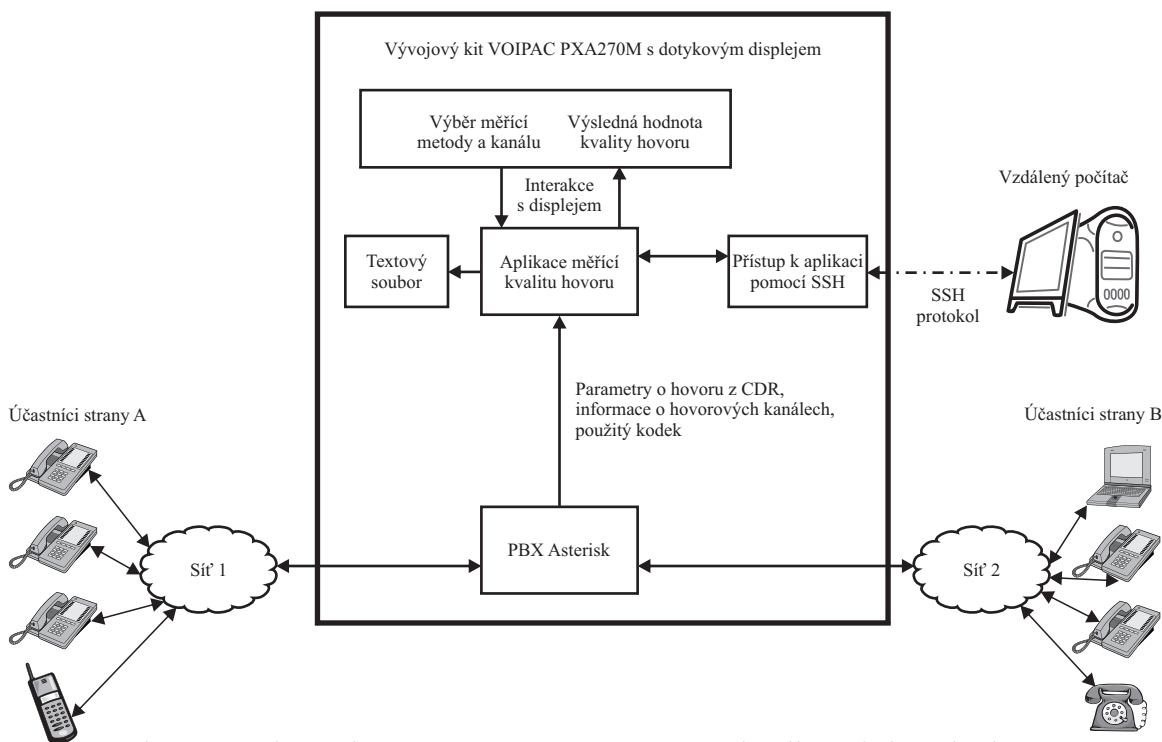 Vývojový kit VOIPAC PXA270M s dotykovým displejem
Výběr měřící
metody a kanálu
Výsledná hodnota
kvality hovoru
Interakce
s displejem
Vzdálený počítač
Textový
soubor
Aplikace měřící
kvalitu hovoru
Přístup k aplikaci
pomocí SSH
SSH
protokol
Parametry o hovoru z CDR,
informace o hovorových kanálech,
použitý kodek
Účastníci strany A
Účastníci strany B
Síť 1
PBX Asterisk
Síť 2